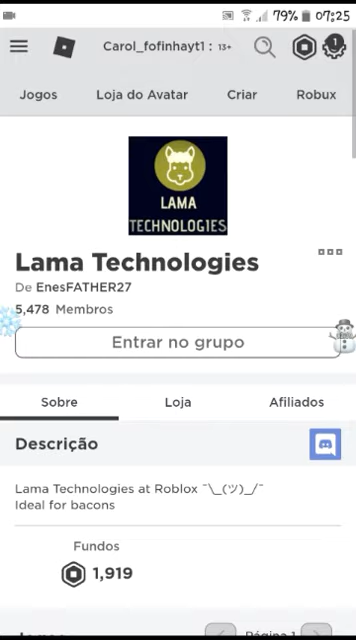 79% 07:25
Carol_fofinhayt1 : 13+
1
Jogos Loja do Avatar Criar Robux
LAMA
TECHNOLOGIES
Lama Technologies
De EnesFATHER27
5,478 Membros
Entrar no grupo
Sobre Loja Afiliados
Descrição
Lama Technologies at Roblox ¯\_(ツ)_/¯
Ideal for bacons
Fundos
1,919
Jogos Página 1